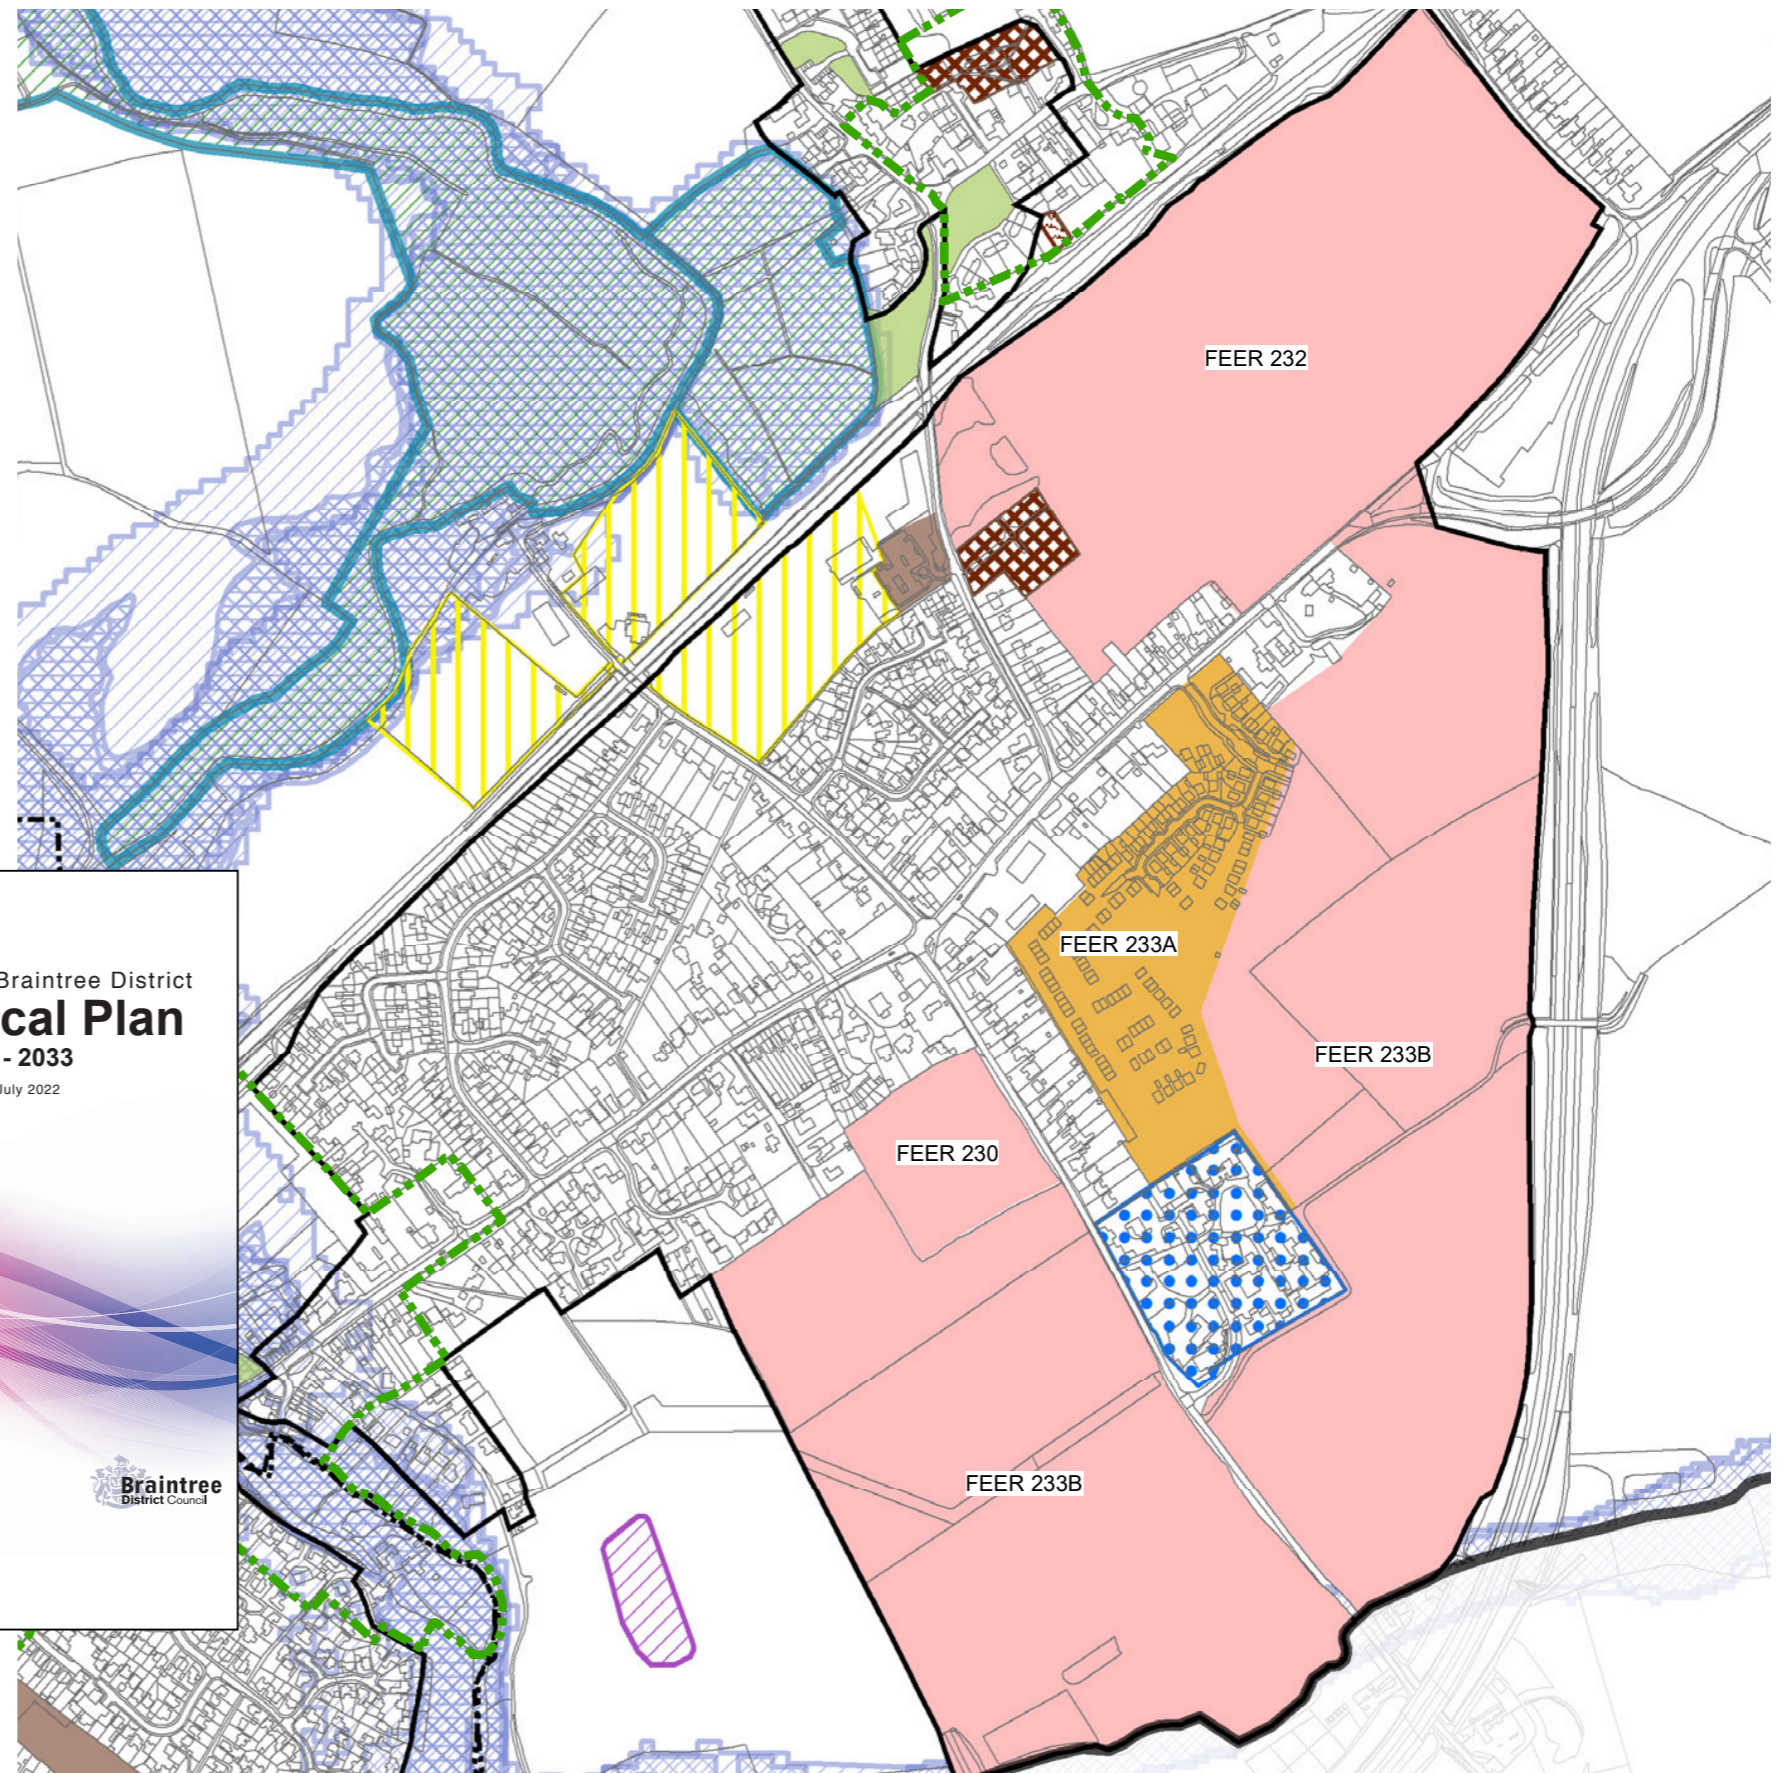 FEER 232
FEER 233A
Braintree District
cal Plan
- 2033
July 2022
FEER 233B
FEER 230
FEER 233B
Braintree
District Council